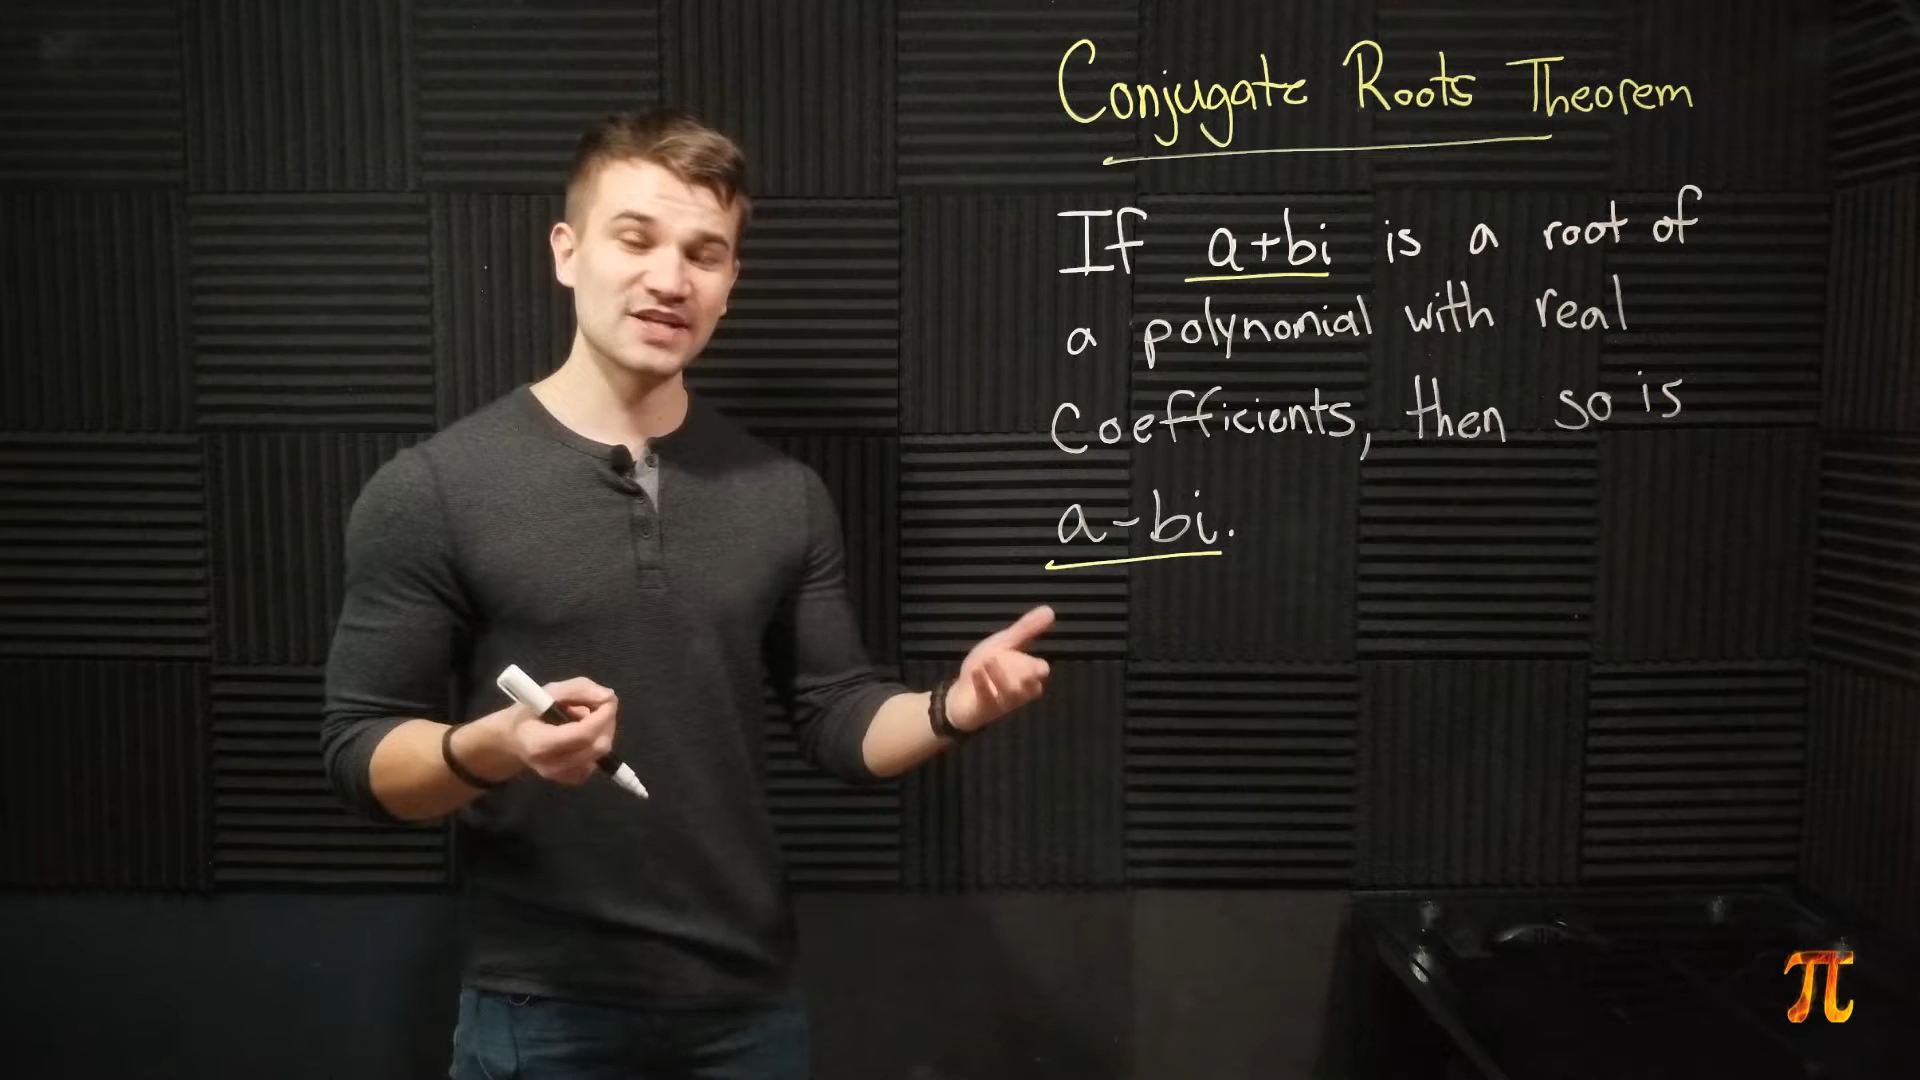 Conjugate Roots Theorem
If a+bi is a root of
a polynomial with real
Coefficients, then so is
a-bi.
π